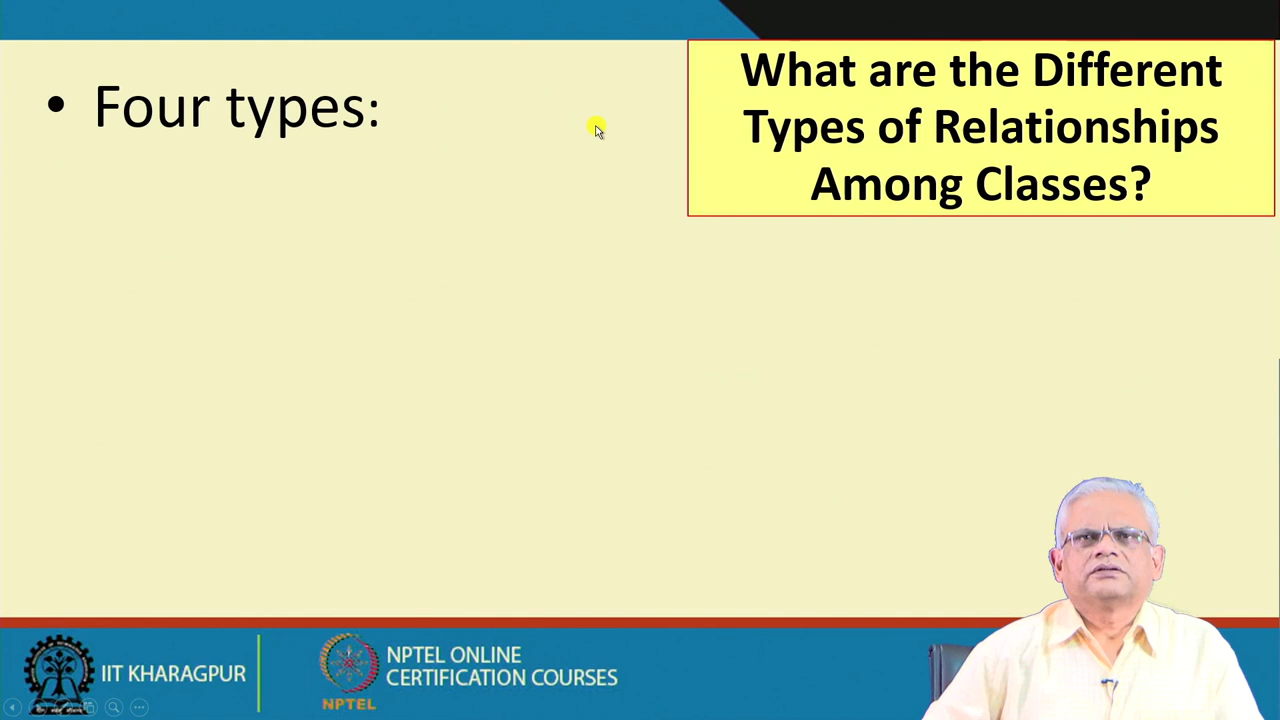 What are the Different
Types of Relationships
Among Classes?
• Four types:
IIT KHARAGPUR
NPTEL ONLINE
CERTIFICATION COURSES
NPTEL